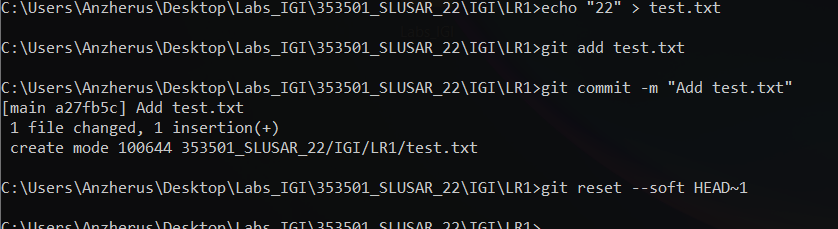 C:\Users\Anzherus\Desktop\Labs_IGI\353501_SLUSAR_22\IGI\LR1>echo "22" > test.txt
C:\Users\Anzherus\Desktop\Labs_IGI\353501_SLUSAR_22\IGI\LR1>git add test.txt
C:\Users\Anzherus\Desktop\Labs_IGI\353501_SLUSAR_22\IGI\LR1>git commit -m "Add test.txt"
[main a27fb5c] Add test.txt
 1 file changed, 1 insertion(+)
 create mode 100644 353501_SLUSAR_22/IGI/LR1/test.txt
C:\Users\Anzherus\Desktop\Labs_IGI\353501_SLUSAR_22\IGI\LR1>git reset --soft HEAD~1
C:\Users\Anzherus\Desktop\Labs_IGI\353501_SLUSAR_22\IGI\LR1>